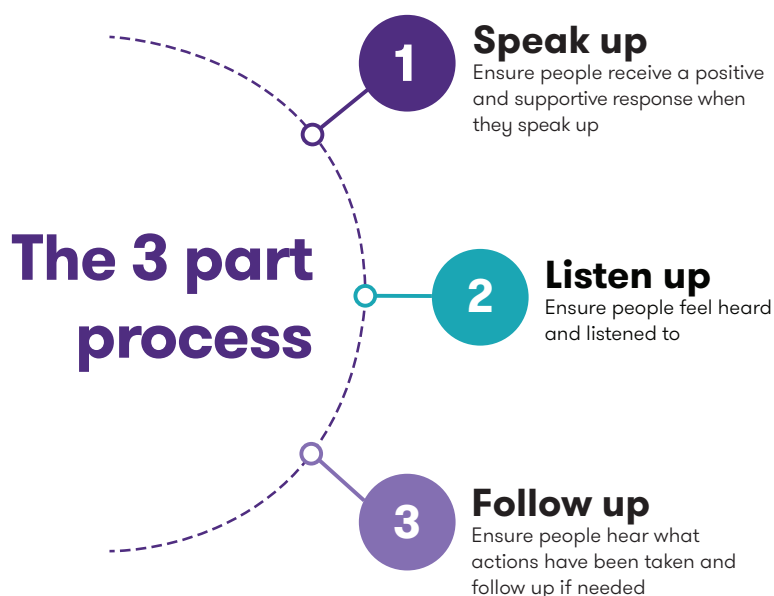 The 3 part
process
1
Speak up
Ensure people receive a positive
and supportive response when
they speak up
2
Listen up
Ensure people feel heard
and listened to
3
Follow up
Ensure people hear what
actions have been taken and
follow up if needed